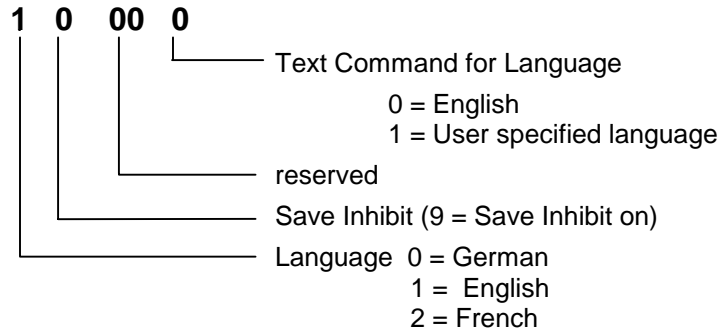 1 0 00 0
Text Command for Language
0 = English
1 = User specified language
reserved
Save Inhibit (9 = Save Inhibit on)
Language 0 = German
1 = English
2 = French